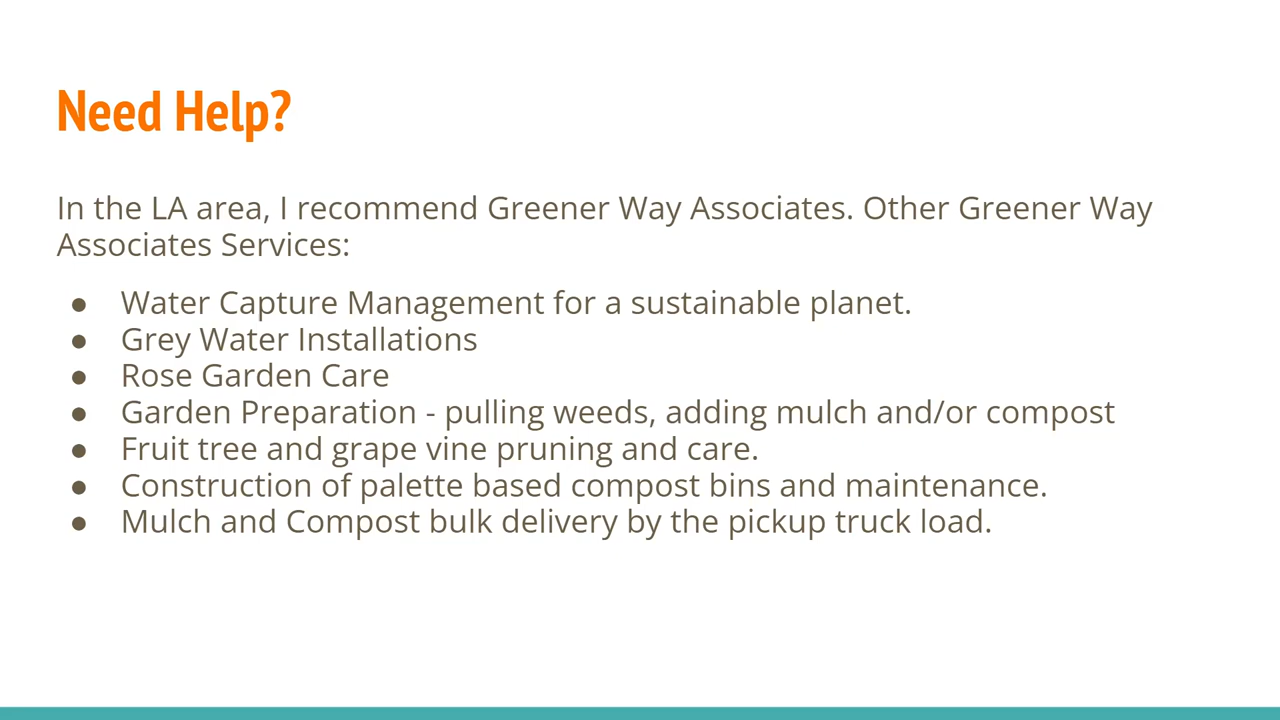 Need Help?
In the LA area, I recommend Greener Way Associates. Other Greener Way
Associates Services:
● Water Capture Management for a sustainable planet.
● Grey Water Installations
● Rose Garden Care
● Garden Preparation - pulling weeds, adding mulch and/or compost
● Fruit tree and grape vine pruning and care.
● Construction of palette based compost bins and maintenance.
● Mulch and Compost bulk delivery by the pickup truck load.